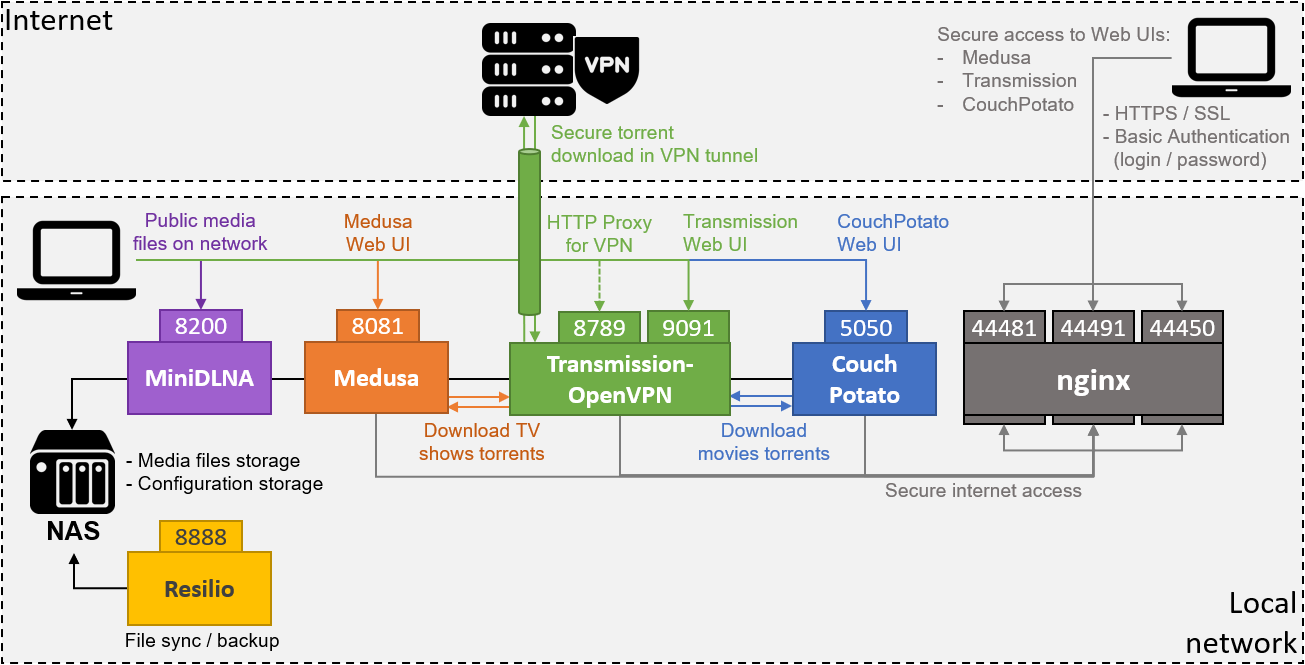 Internet
VPN
Secure torrent
download in VPN tunnel
Secure access to Web UIs:
- Medusa
- Transmission
- CouchPotato
- HTTPS / SSL
- Basic Authentication
(login / password)
Public media
files on network
Medusa
Web UI
HTTP Proxy
for VPN
Transmission
Web UI
CouchPotato
Web UI
8200
MiniDLNA
8081
Medusa
8789
9091
Transmission-
OpenVPN
5050
Couch
Potato
44481
44491
44450
nginx
Download TV
shows torrents
Download
movies torrents
Secure internet access
- Media files storage
- Configuration storage
NAS
8888
Resilio
File sync / backup
Local
network